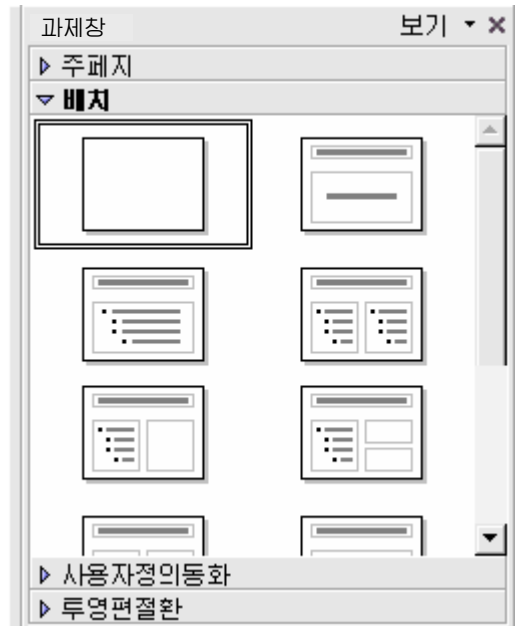 과제창 보기
주페지
배치
사용자정의동화
투영편절환